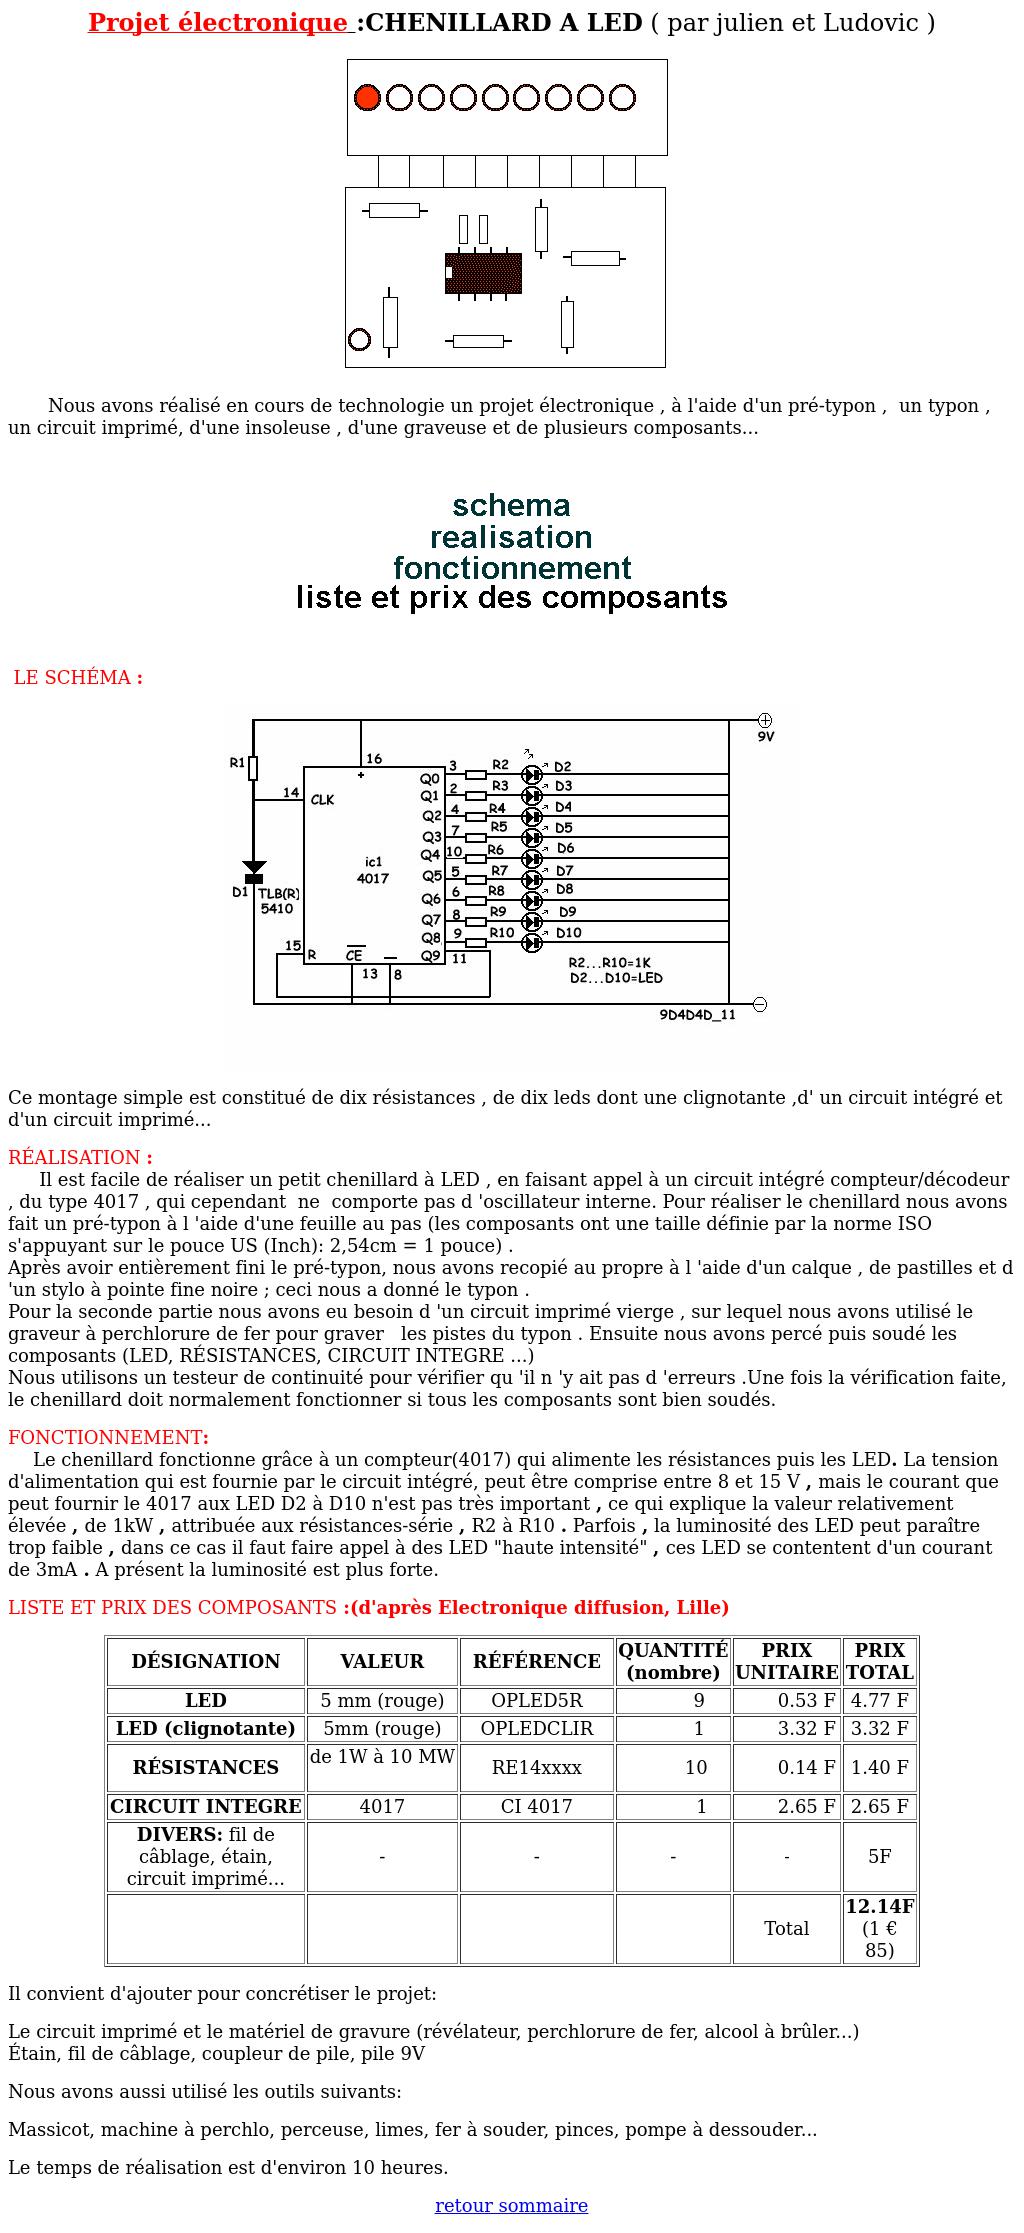 Projet électronique :CHENILLARD A LED ( par julien et Ludovic )
Nous avons réalisé en cours de technologie un projet électronique , à l'aide d'un pré-typon ,  un typon ,
un circuit imprimé, d'une insoleuse , d'une graveuse et de plusieurs composants...
schema
realisation
fonctionnement
liste et prix des composants
LE SCHÉMA :
9V
R1
16
+
14
CLK
ic1
4017
D1
TLB(R)
5410
15
R
CE
13
8
Q0 3 R2 D2
Q1 2 R3 D3
Q2 4 R4 D4
Q3 7 R5 D5
Q4 10 R6 D6
Q5 5 R7 D7
Q6 6 R8 D8
Q7 8 R9 D9
Q8 9 R10 D10
Q9 11
R2...R10=1K
D2...D10=LED
9D4D4D_11
Ce montage simple est constitué de dix résistances , de dix leds dont une clignotante ,d' un circuit intégré et
d'un circuit imprimé...
RÉALISATION :
Il est facile de réaliser un petit chenillard à LED , en faisant appel à un circuit intégré compteur/décodeur
, du type 4017 , qui cependant  ne  comporte pas d 'oscillateur interne. Pour réaliser le chenillard nous avons
fait un pré-typon à l 'aide d'une feuille au pas (les composants ont une taille définie par la norme ISO
s'appuyant sur le pouce US (Inch): 2,54cm = 1 pouce) .
Après avoir entièrement fini le pré-typon, nous avons recopié au propre à l 'aide d'un calque , de pastilles et d
'un stylo à pointe fine noire ; ceci nous a donné le typon .
Pour la seconde partie nous avons eu besoin d 'un circuit imprimé vierge , sur lequel nous avons utilisé le
graveur à perchlorure de fer pour graver   les pistes du typon . Ensuite nous avons percé puis soudé les
composants (LED, RÉSISTANCES, CIRCUIT INTEGRE ...)
Nous utilisons un testeur de continuité pour vérifier qu 'il n 'y ait pas d 'erreurs .Une fois la vérification faite,
le chenillard doit normalement fonctionner si tous les composants sont bien soudés.
FONCTIONNEMENT:
Le chenillard fonctionne grâce à un compteur(4017) qui alimente les résistances puis les LED. La tension
d'alimentation qui est fournie par le circuit intégré, peut être comprise entre 8 et 15 V , mais le courant que
peut fournir le 4017 aux LED D2 à D10 n'est pas très important , ce qui explique la valeur relativement
élevée , de 1kW , attribuée aux résistances-série , R2 à R10 . Parfois , la luminosité des LED peut paraître
trop faible , dans ce cas il faut faire appel à des LED "haute intensité" , ces LED se contentent d'un courant
de 3mA . A présent la luminosité est plus forte.
LISTE ET PRIX DES COMPOSANTS :(d'après Electronique diffusion, Lille)
DÉSIGNATION VALEUR RÉFÉRENCE QUANTITÉ (nombre) PRIX UNITAIRE PRIX TOTAL
LED 5 mm (rouge) OPLED5R 9 0.53 F 4.77 F
LED (clignotante) 5mm (rouge) OPLEDCLIR 1 3.32 F 3.32 F
RÉSISTANCES de 1W à 10 MW RE14xxxx 10 0.14 F 1.40 F
CIRCUIT INTEGRE 4017 CI 4017 1 2.65 F 2.65 F
DIVERS: fil de
câblage, étain,
circuit imprimé... - - - - 5F
Total 12.14F
(1 €
85)
Il convient d'ajouter pour concrétiser le projet:
Le circuit imprimé et le matériel de gravure (révélateur, perchlorure de fer, alcool à brûler...)
Étain, fil de câblage, coupleur de pile, pile 9V
Nous avons aussi utilisé les outils suivants:
Massicot, machine à perchlo, perceuse, limes, fer à souder, pinces, pompe à dessouder...
Le temps de réalisation est d'environ 10 heures.
retour sommaire